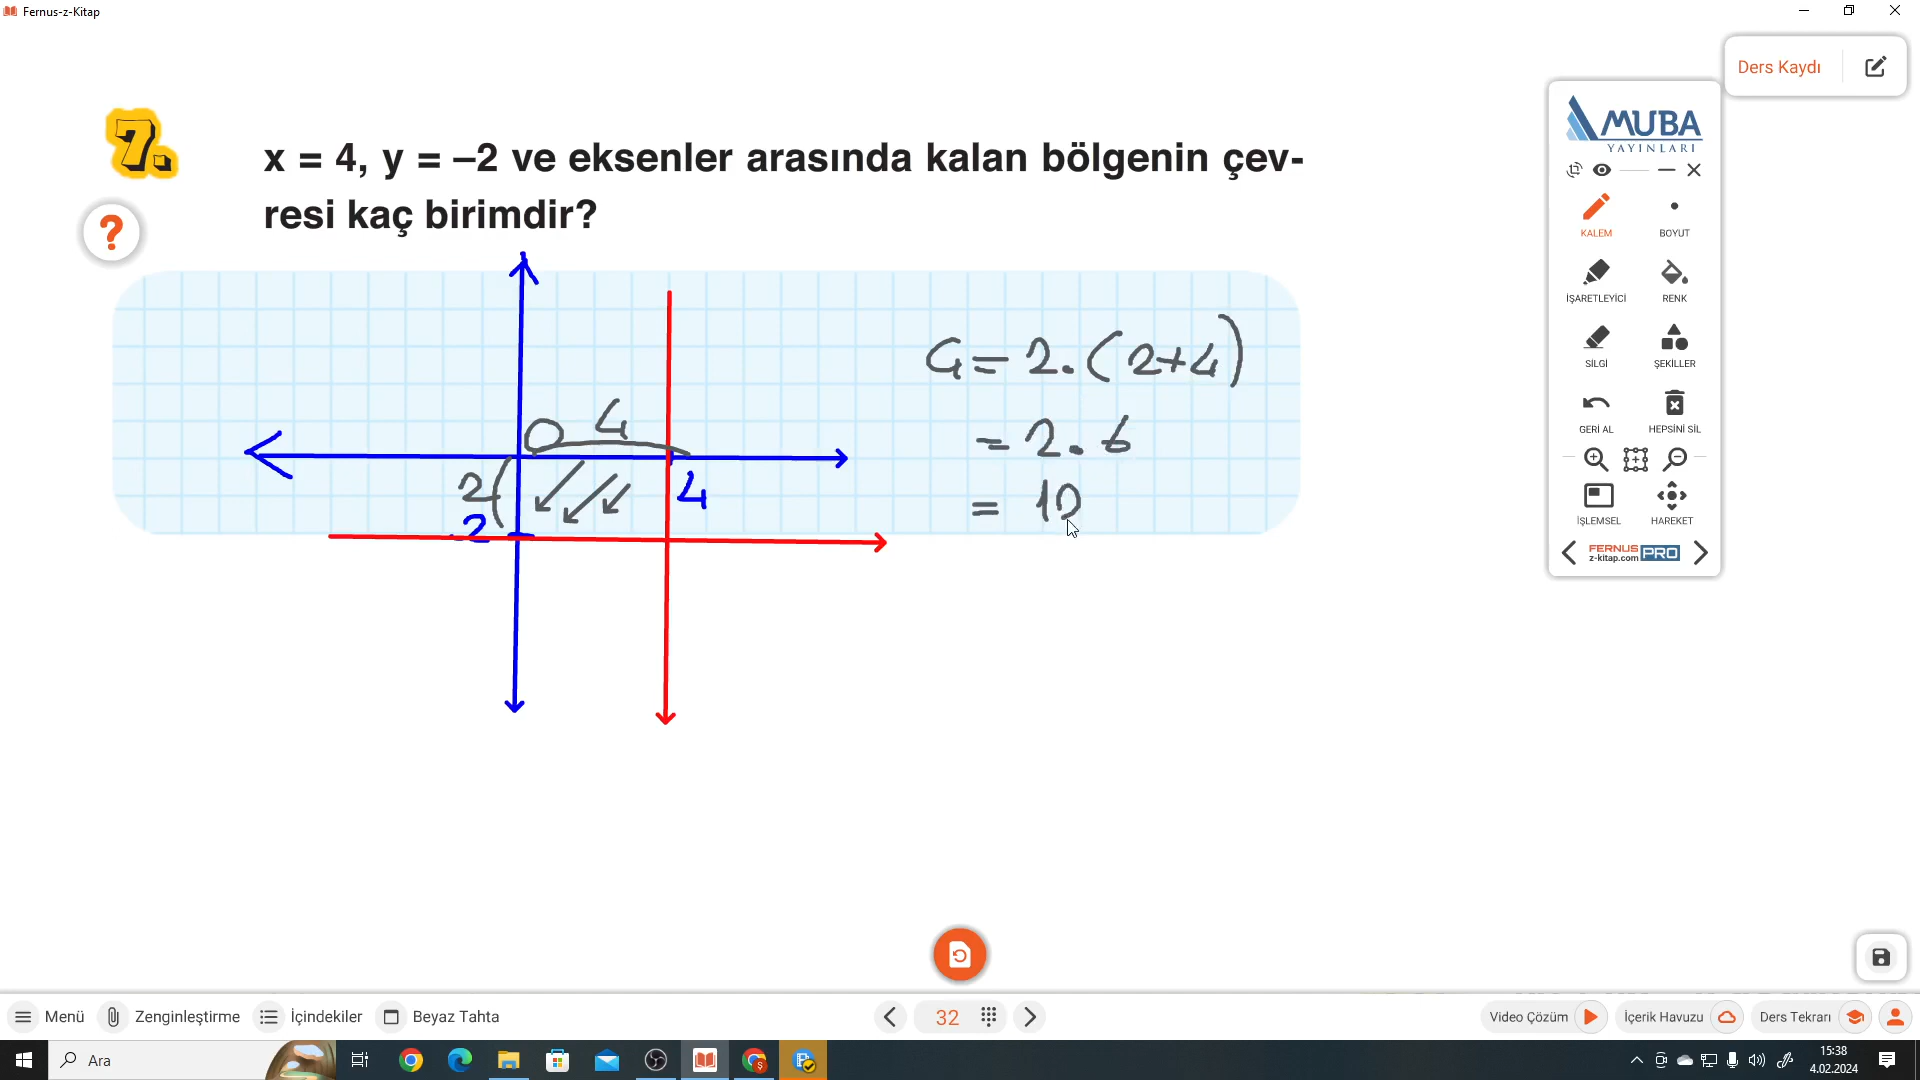 Fernus-z-Kitap
Ders Kaydı
MUBA
YAYINLARI
7.
x = 4, y = –2 ve eksenler arasında kalan bölgenin çev-
resi kaç birimdir?
?
KALEM
BOYUT
İŞARETLEYİCİ
RENK
SİLGİ
ŞEKİLLER
GERİ AL
HEPSİNİ SİL
İŞLEMSEL
HAREKET
FERNUS PRO
z-kitap.com
4
2
4
-2
= 2.(2+4)
= 2.6
Menü
Zenginleştirme
İçindekiler
Beyaz Tahta
32
Video Çözüm
İçerik Havuzu
Ders Tekrarı
Ara
15:38
4.02.2024